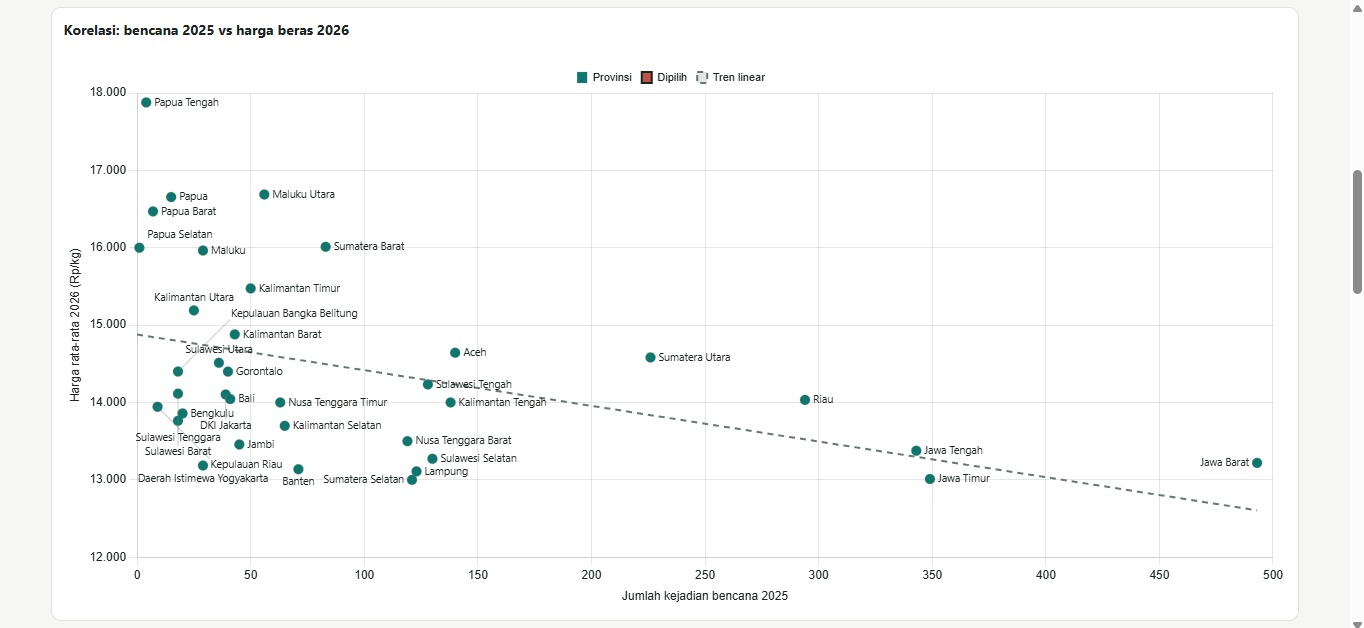 Korelasi: bencana 2025 vs harga beras 2026
Provinsi Dipilih Tren linear
Harga rata-rata 2026 (Rp/kg)
18.000
17.000
16.000
15.000
14.000
13.000
12.000
Papua Tengah
Papua
Maluku Utara
Papua Barat
Papua Selatan
Maluku
Sumatera Barat
Kalimantan Timur
Kalimantan Utara
Kepulauan Bangka Belitung
Kalimantan Barat
Sulawesi Utara
Aceh
Sumatera Utara
Gorontalo
Sulawesi Tengah
Bali
Nusa Tenggara Timur
Kalimantan Tengah
Riau
Bengkulu
DKI Jakarta
Kalimantan Selatan
Sulawesi Tenggara
Jambi
Nusa Tenggara Barat
Sulawesi Barat
Jawa Tengah
Kepulauan Riau
Sulawesi Selatan
Jawa Barat
Lampung
Daerah Istimewa Yogyakarta
Banten
Sumatera Selatan
Jawa Timur
0 50 100 150 200 250 300 350 400 450 500
Jumlah kejadian bencana 2025